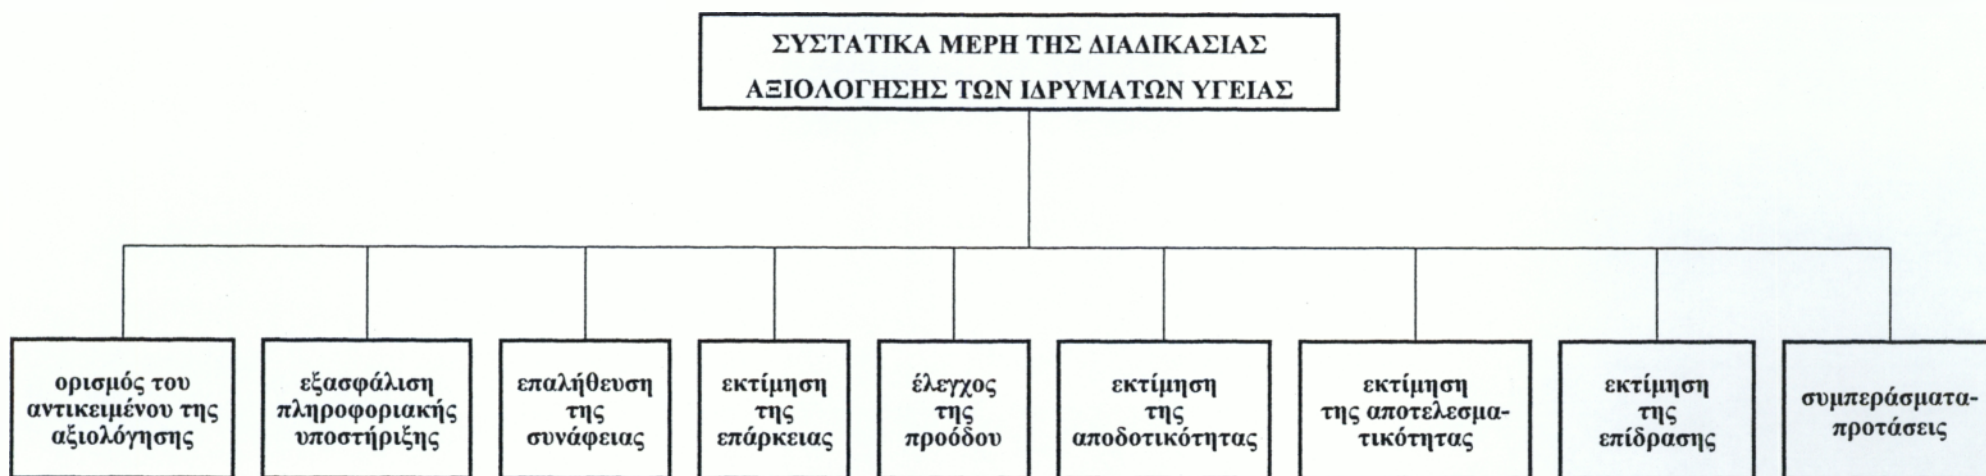 ΣΥΣΤΑΤΙΚΑ ΜΕΡΗ ΤΗΣ ΔΙΑΔΙΚΑΣΙΑΣ
ΑΞΙΟΛΟΓΗΣΗΣ ΤΩΝ ΙΔΡΥΜΑΤΩΝ ΥΓΕΙΑΣ
ορισμός του
αντικειμένου της
αξιολόγησης
εξασφάλιση
πληροφοριακής
υποστήριξης
επαλήθευση
της
συνάφειας
εκτίμηση
της
επάρκειας
έλεγχος
της
προόδου
εκτίμηση
της
αποδοτικότητας
εκτίμηση
της αποτελεσμα-
τικότητας
εκτίμηση
της
επίδρασης
συμπεράσματα-
προτάσεις